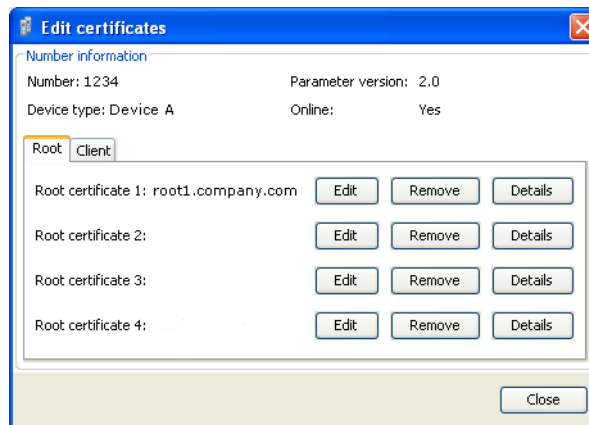 Edit certificates
Number information
Number: 1234 Parameter version: 2.0
Device type: Device A Online: Yes
Root Client
Root certificate 1: root1.company.com Edit Remove Details
Root certificate 2: Edit Remove Details
Root certificate 3: Edit Remove Details
Root certificate 4: Edit Remove Details
Close